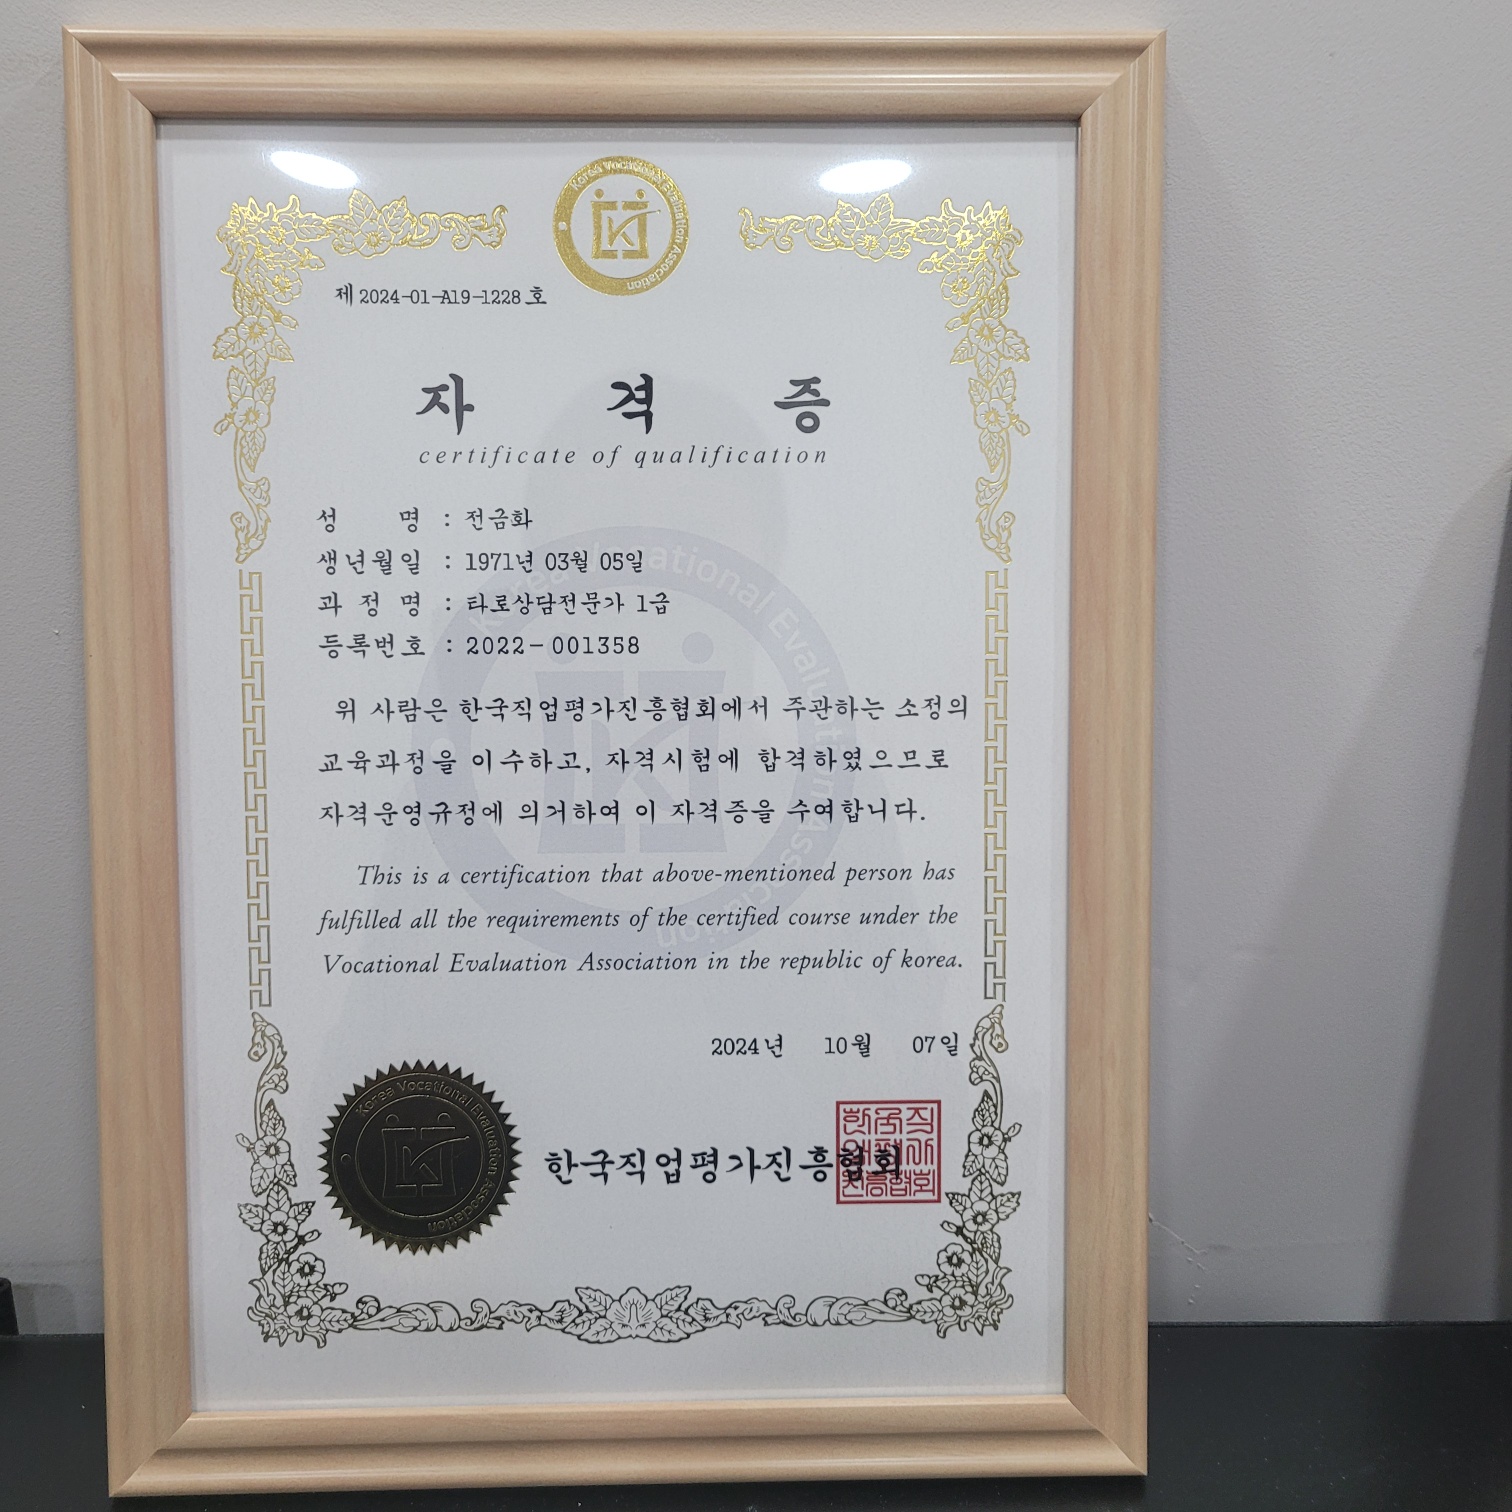 Korea Vocational Evaluation Association
제 2024-01-A19-1228 호
자 격 증
certificate of qualification
성 명 : 전금화
생년월일 : 1971년 03월 05일
과 정 명 : 타로상담전문가 1급
등록번호 : 2022-001358
위 사람은 한국직업평가진흥협회에서 주관하는 소정의
교육과정을 이수하고, 자격시험에 합격하였으므로
자격운영규정에 의거하여 이 자격증을 수여합니다.
This is a certification that above-mentioned person has
fulfilled all the requirements of the certified course under the
Vocational Evaluation Association in the republic of korea.
2024년 10월 07일
Korea Vocational Evaluation Association
한국직업평가진흥협회